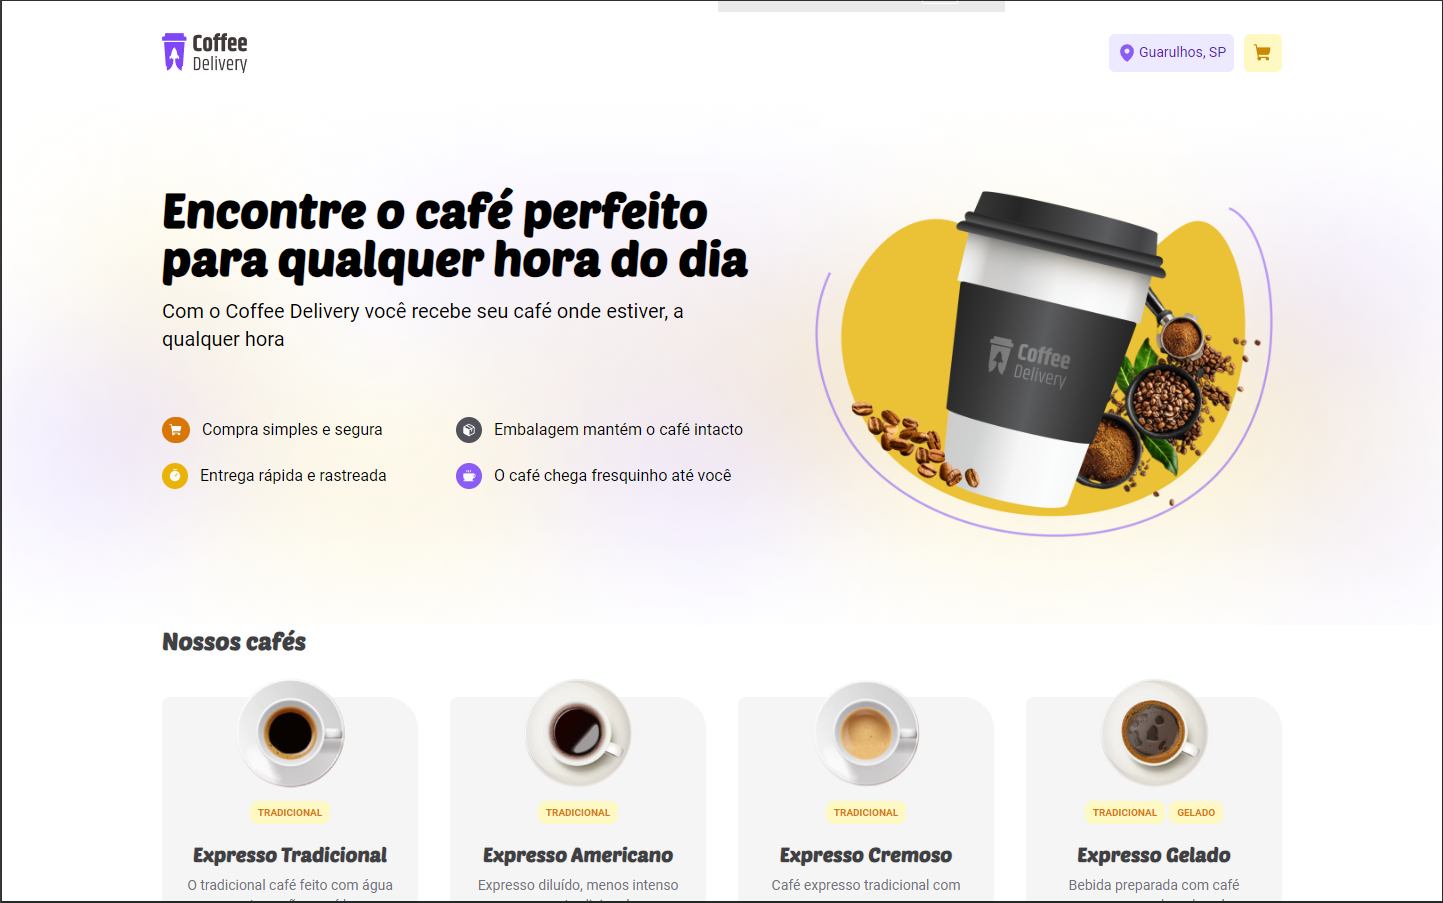 Coffee
Delivery
Guarulhos, SP
Encontre o café perfeito
para qualquer hora do dia
Com o Coffee Delivery você recebe seu café onde estiver, a
qualquer hora
Compra simples e segura
Embalagem mantém o café intacto
Entrega rápida e rastreada
O café chega fresquinho até você
Coffee
Delivery
Nossos cafés
TRADICIONAL
Expresso Tradicional
O tradicional café feito com água
TRADICIONAL
Expresso Americano
Expresso diluído, menos intenso
TRADICIONAL
Expresso Cremoso
Café expresso tradicional com
TRADICIONAL GELADO
Expresso Gelado
Bebida preparada com café